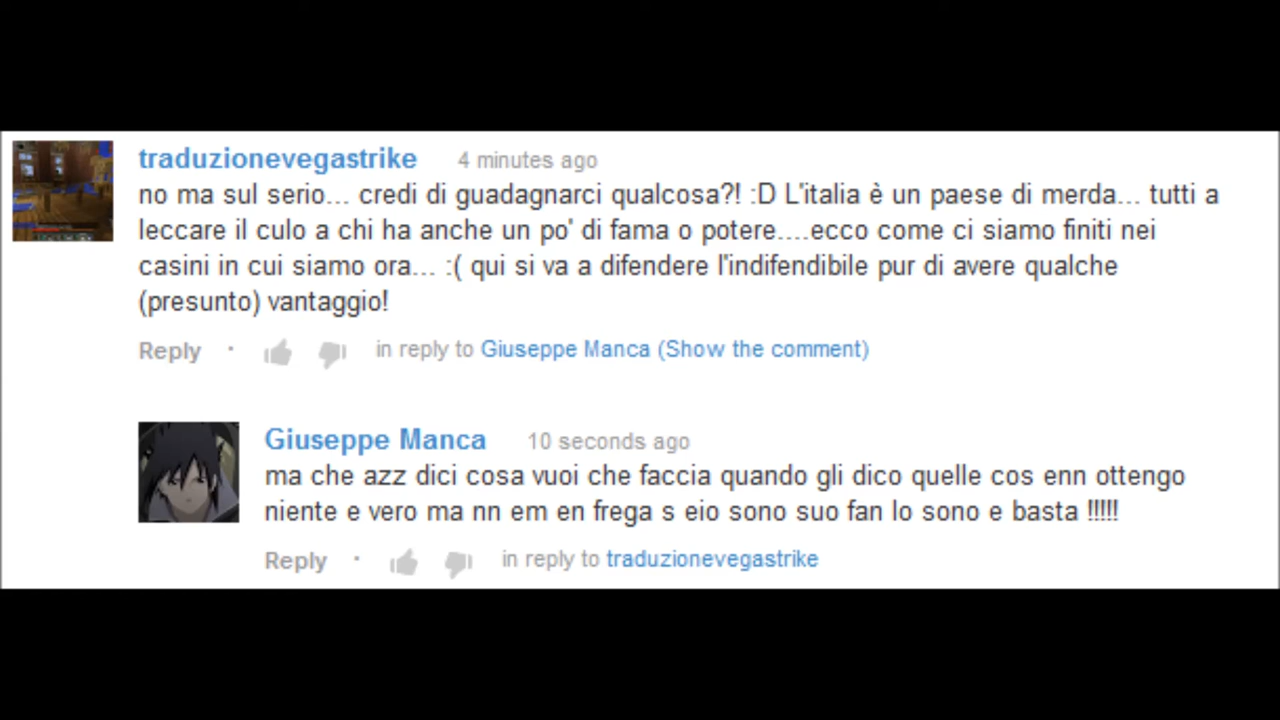 traduzionevegastrike 4 minutes ago
no ma sul serio... credi di guadagnarci qualcosa?! :D L'italia è un paese di merda... tutti a
leccare il culo a chi ha anche un po' di fama o potere....ecco come ci siamo finiti nei
casini in cui siamo ora... :( qui si va a difendere l'indifendibile pur di avere qualche
(presunto) vantaggio!
Reply · in reply to Giuseppe Manca (Show the comment)
Giuseppe Manca 10 seconds ago
ma che azz dici cosa vuoi che faccia quando gli dico quelle cos enn ottengo
niente e vero ma nn em en frega s eio sono suo fan lo sono e basta !!!!!
Reply · in reply to traduzionevegastrike